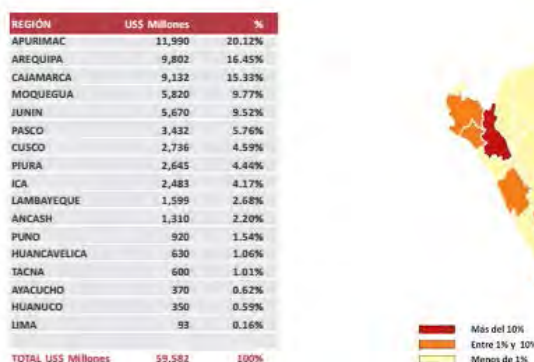 REGIÓN US$ Millones %
APURIMAC 11,990 20.12%
AREQUIPA 9,802 16.45%
CAJAMARCA 9,132 15.33%
MOQUEGUA 5,820 9.77%
JUNIN 5,670 9.52%
PASCO 3,432 5.76%
CUSCO 2,736 4.59%
PIURA 2,645 4.44%
ICA 2,483 4.17%
LAMBAYEQUE 1,599 2.68%
ANCASH 1,310 2.20%
PUNO 920 1.54%
HUANCAVELICA 630 1.06%
TACNA 600 1.01%
AYACUCHO 370 0.62%
HUANUCO 350 0.59%
LIMA 93 0.16%
TOTAL US$ Millones 59,582 100%
Más del 10%
Entre 1% y 10%
Menos de 1%